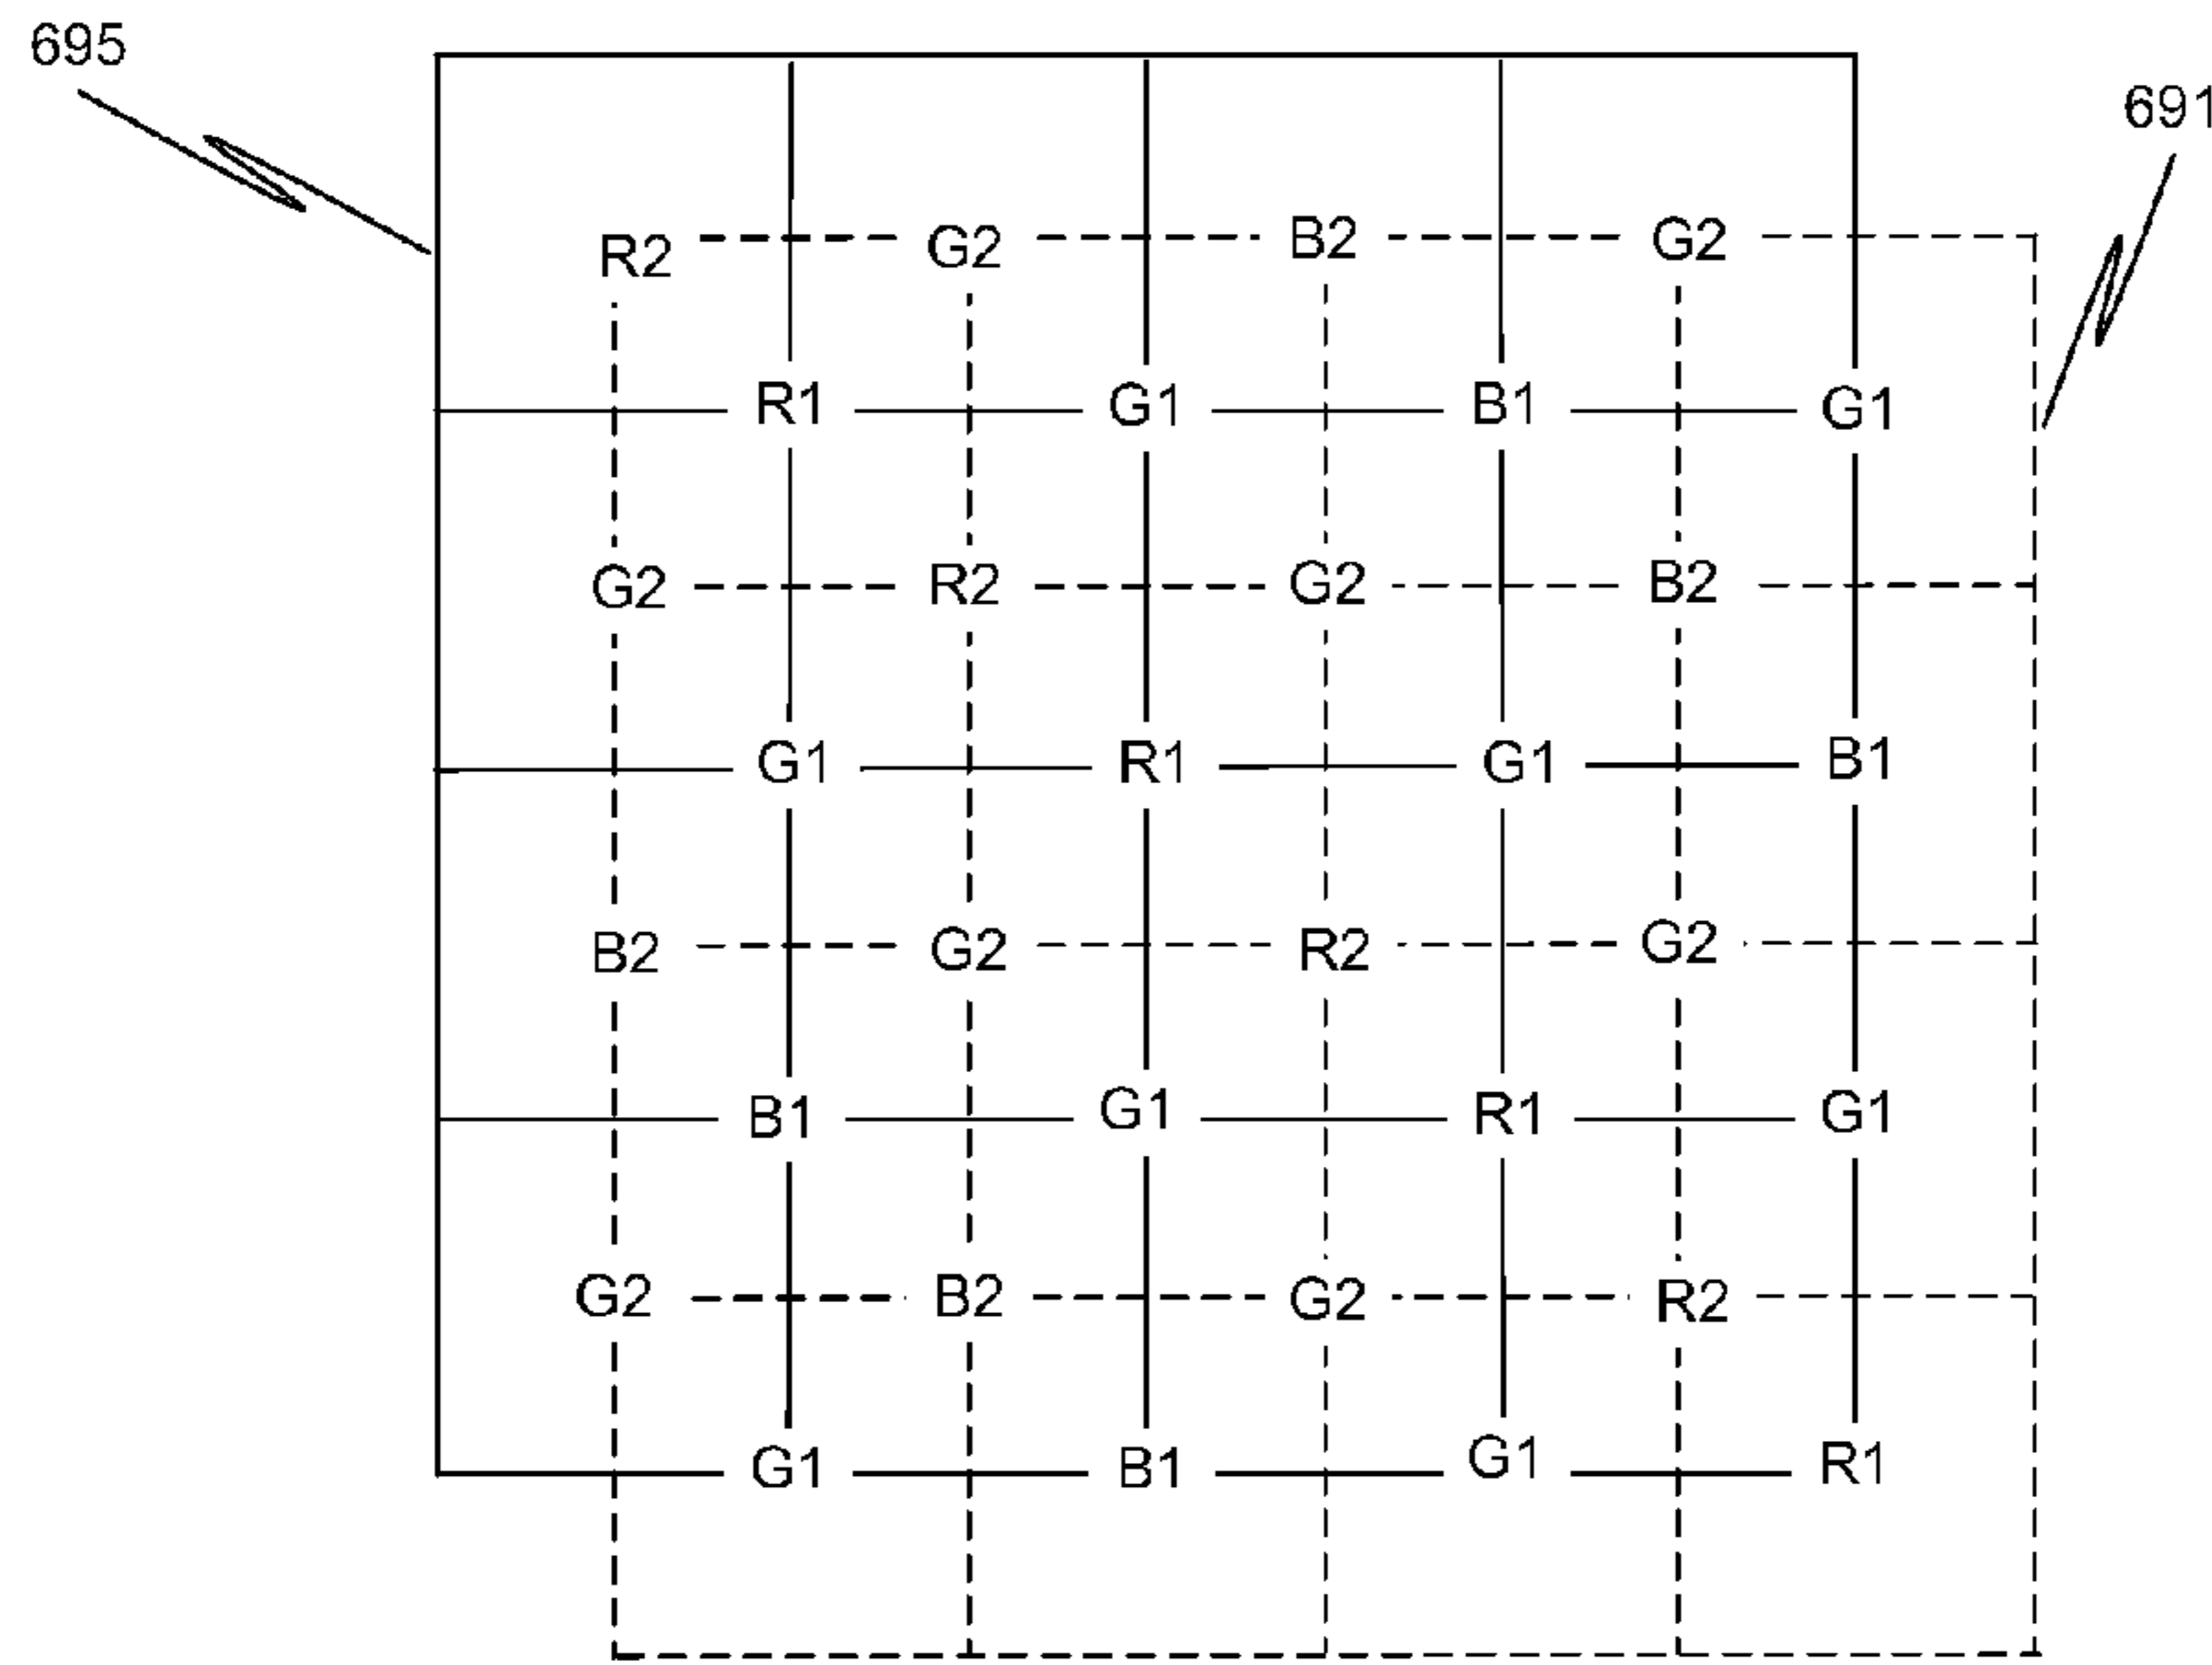 695
691
R2 G2 B2 G2
R1 G1 B1 G1
G2 R2 G2 B2
G1 R1 G1 B1
B2 G2 R2 G2
B1 G1 R1 G1
G2 B2 G2 R2
G1 B1 G1 R1